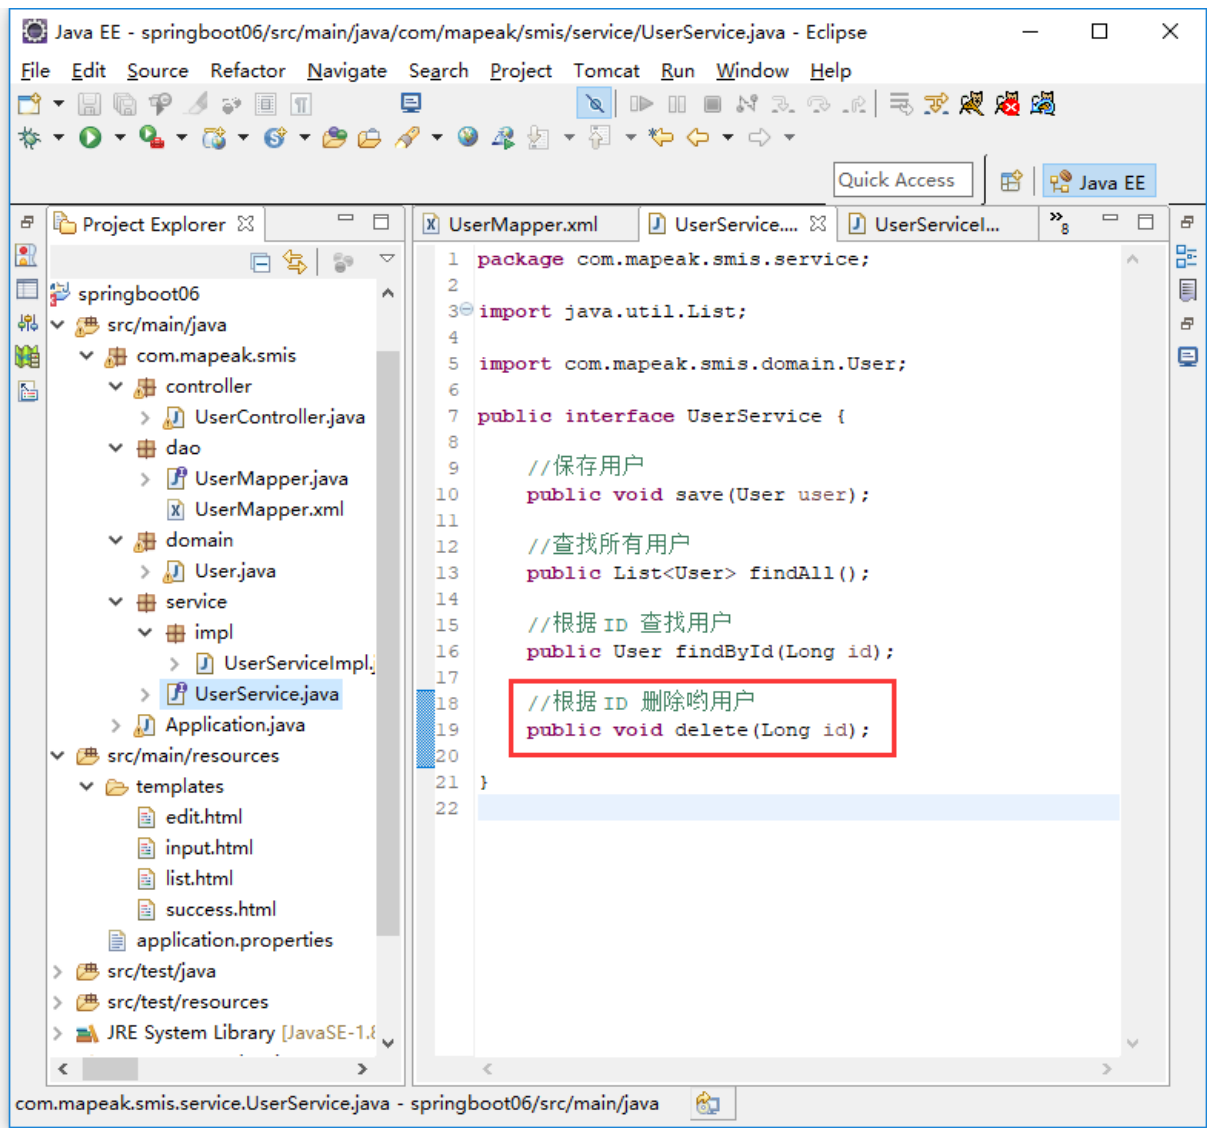 Java EE - springboot06/src/main/java/com/mapeak/smis/service/UserService.java - Eclipse
File Edit Source Refactor Navigate Search Project Tomcat Run Window Help
Quick Access
Java EE
Project Explorer
UserMapper.xml
UserService....
UserServiceI...
»8
springboot06
src/main/java
com.mapeak.smis
controller
UserController.java
dao
UserMapper.java
UserMapper.xml
domain
User.java
service
impl
UserServiceImpl.j
UserService.java
Application.java
src/main/resources
templates
edit.html
input.html
list.html
success.html
application.properties
src/test/java
src/test/resources
JRE System Library [JavaSE-1.8
1 package com.mapeak.smis.service;
2
3 import java.util.List;
4
5 import com.mapeak.smis.domain.User;
6
7 public interface UserService {
8
9 //保存用户
10 public void save(User user);
11
12 //查找所有用户
13 public List<User> findAll();
14
15 //根据 ID 查找用户
16 public User findById(Long id);
17
18 //根据 ID 删除哟用户
19 public void delete(Long id);
20
21 }
22
com.mapeak.smis.service.UserService.java - springboot06/src/main/java